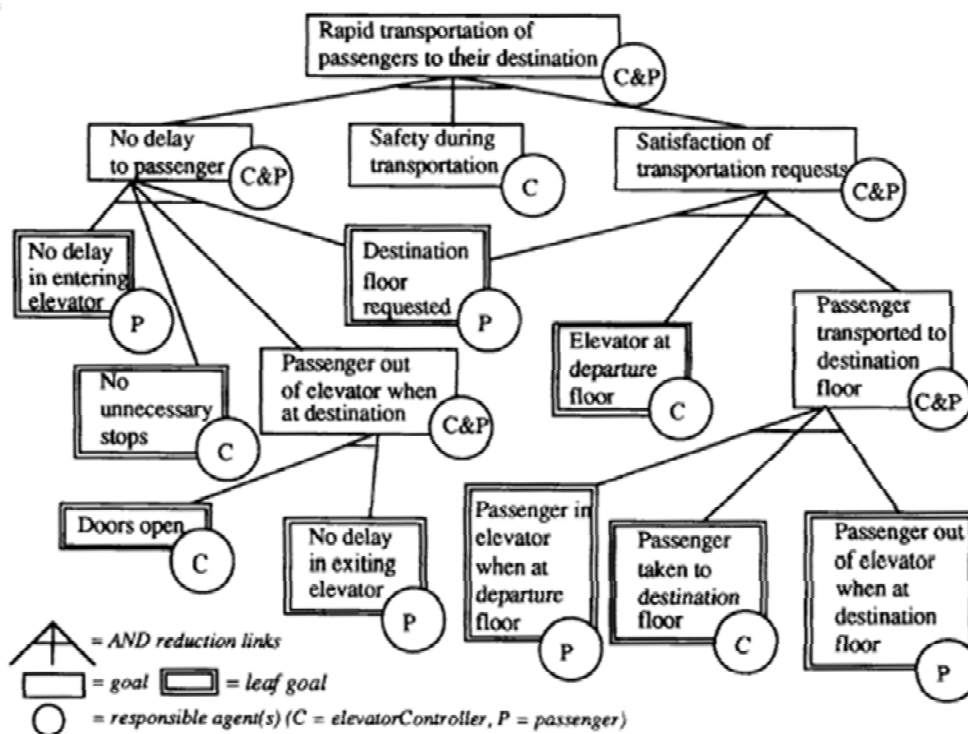 Rapid transportation of
passengers to their destination
C&P
No delay
to passenger
C&P
Safety during
transportation
C
Satisfaction of
transportation requests
C&P
No delay
in entering
elevator
P
Destination
floor
requested
P
No
unnecessary
stops
C
Passenger out
of elevator when
at destination
C&P
Elevator at
departure
floor
C
Passenger
transported to
destination
floor
C&P
Doors open
C
No delay
in exiting
elevator
P
Passenger in
elevator
when at
departure
floor
P
Passenger
taken to
destination
floor
C
Passenger out
of elevator
when at
destination
floor
P
= AND reduction links
= goal
= leaf goal
= responsible agent(s) (C = elevatorController, P = passenger)